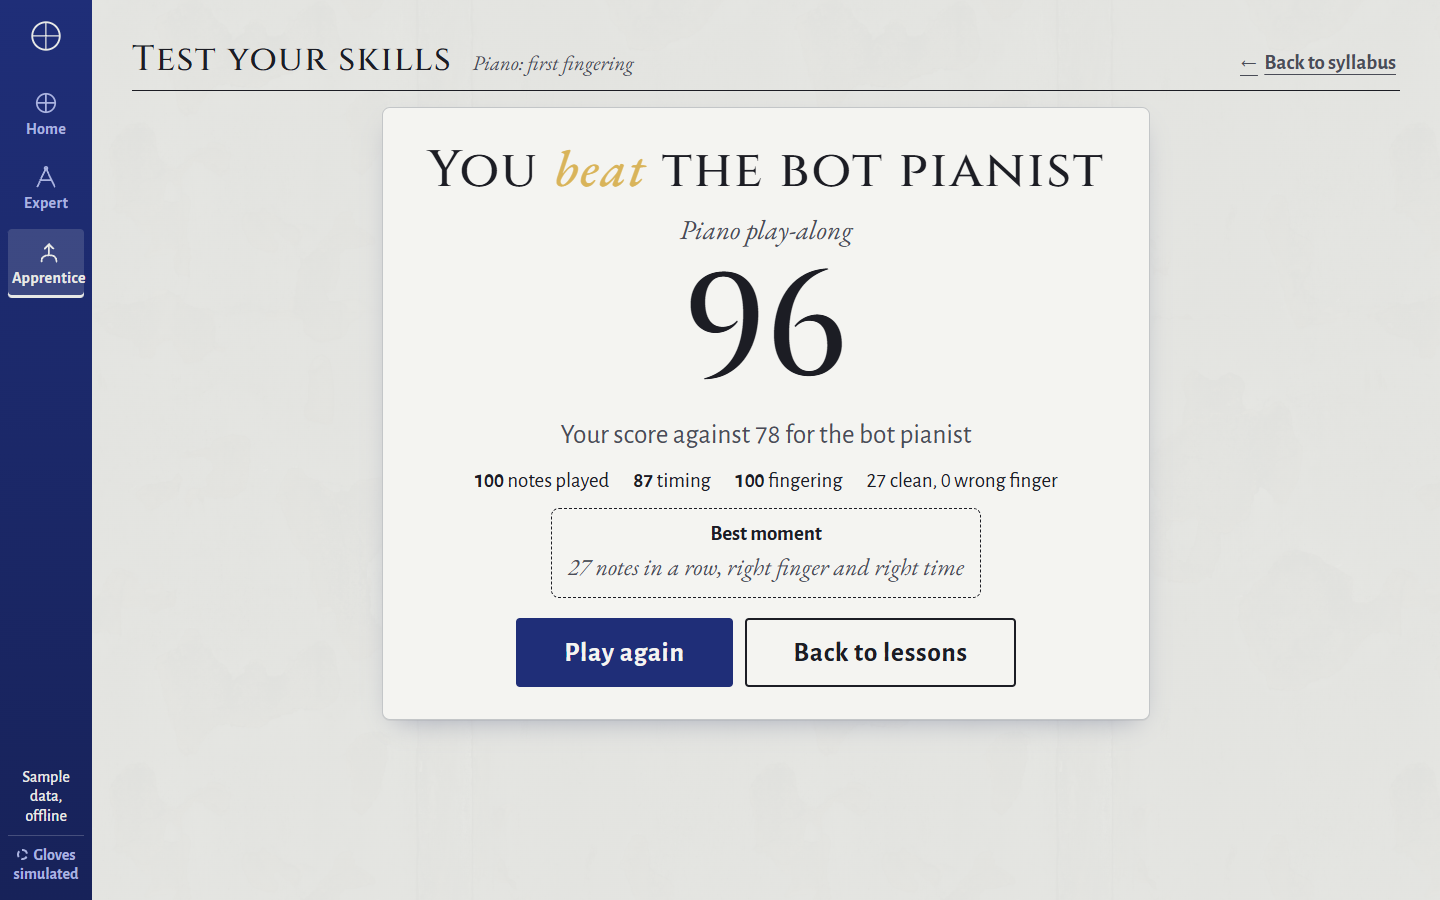 Home
Expert
Apprentice
Sample
data,
offline
Gloves
simulated
Test your skills
Piano: first fingering
← Back to syllabus
You beat the bot pianist
Piano play-along
96
Your score against 78 for the bot pianist
100 notes played 87 timing 100 fingering 27 clean, 0 wrong finger
Best moment
27 notes in a row, right finger and right time
Play again
Back to lessons